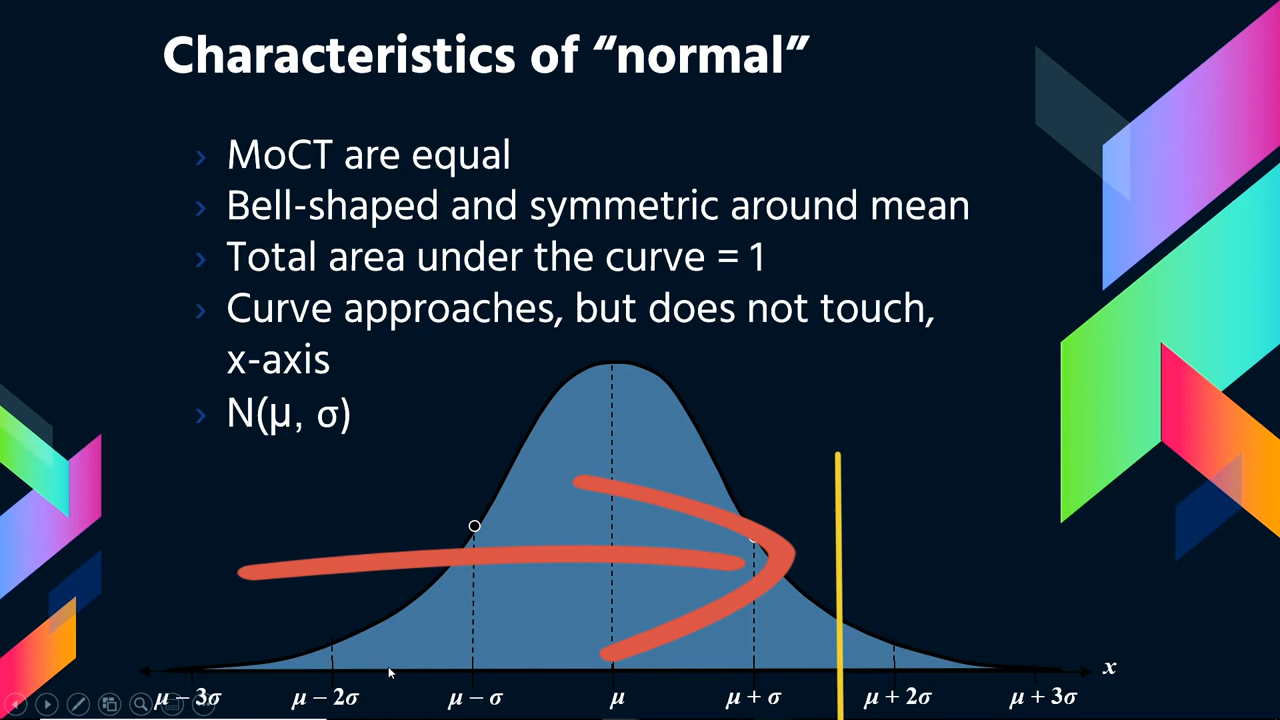 Characteristics of “normal”
› MoCT are equal
› Bell-shaped and symmetric around mean
› Total area under the curve = 1
› Curve approaches, but does not touch,
x-axis
› N(μ, σ)
x
μ − 3σ μ − 2σ μ − σ μ μ + σ μ + 2σ μ + 3σ